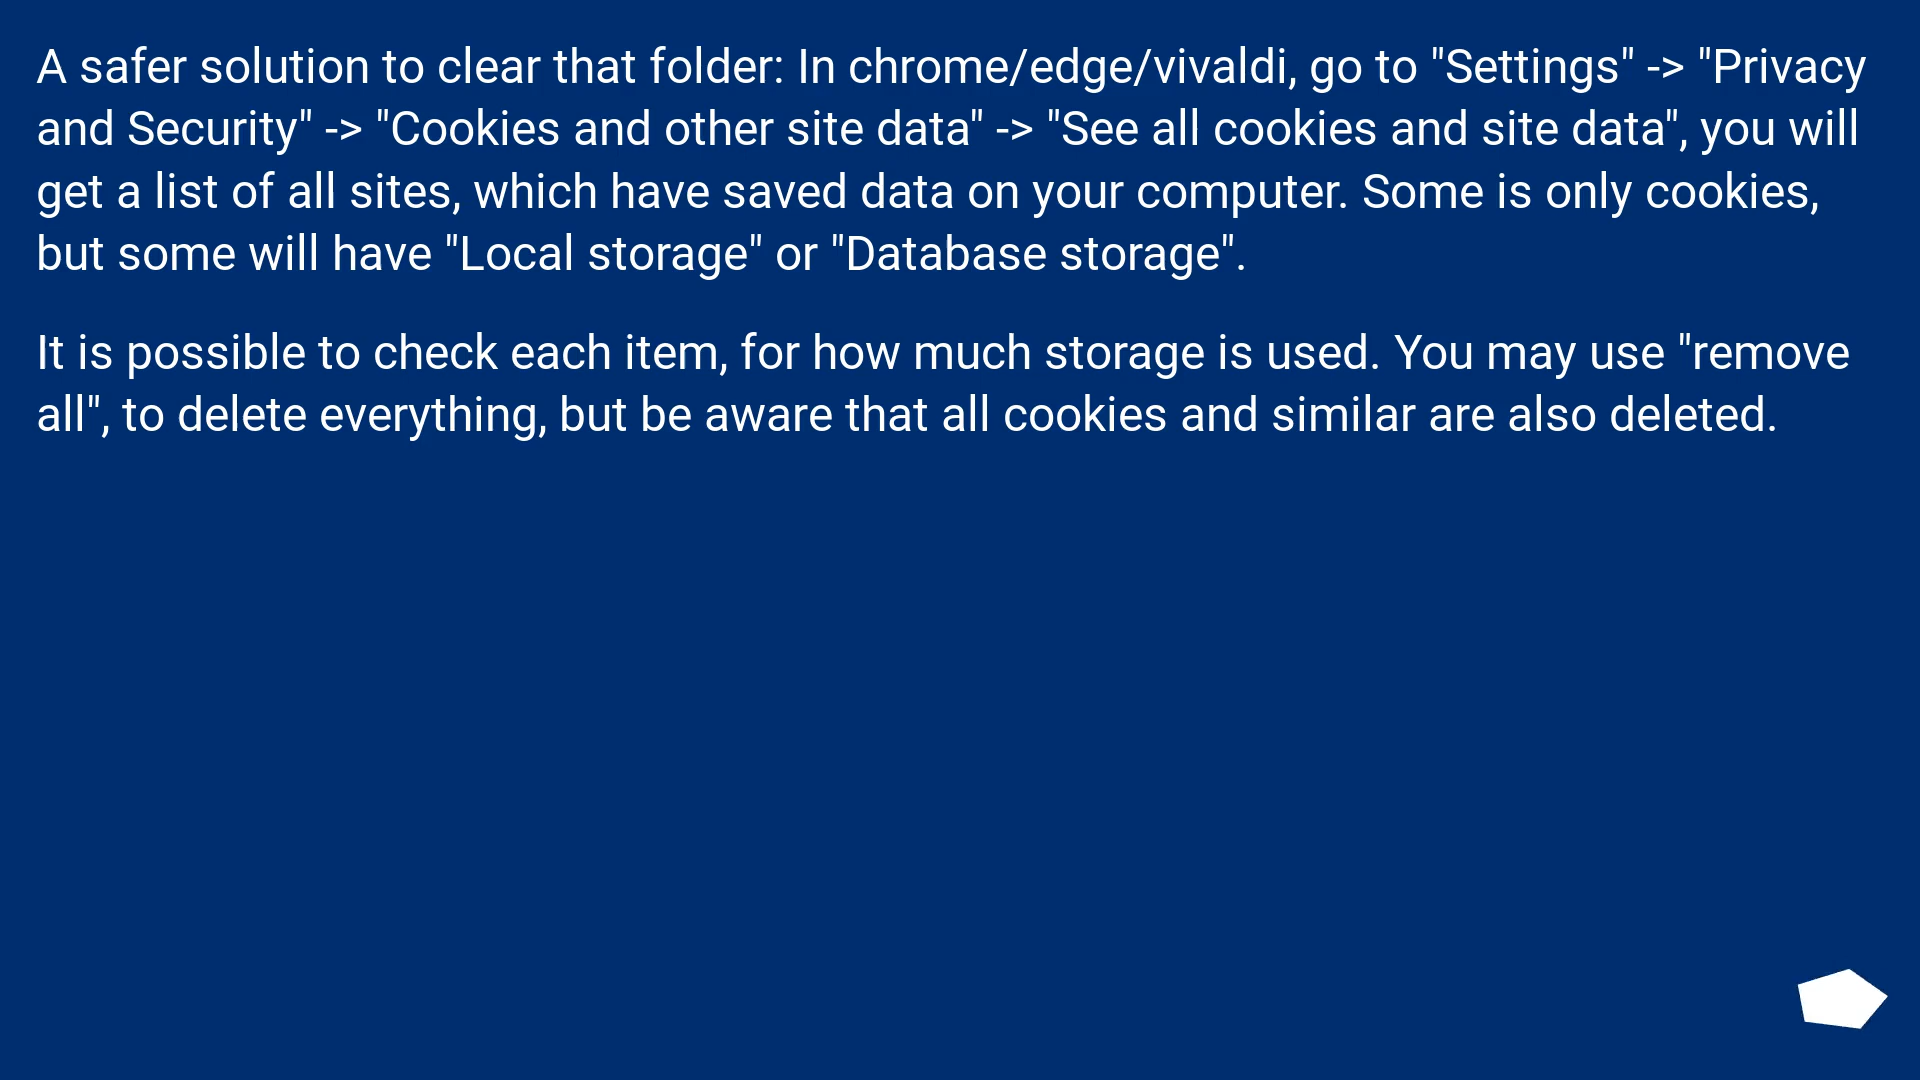 A safer solution to clear that folder: In chrome/edge/vivaldi, go to "Settings" -> "Privacy
and Security" -> "Cookies and other site data" -> "See all cookies and site data", you will
get a list of all sites, which have saved data on your computer. Some is only cookies,
but some will have "Local storage" or "Database storage".
It is possible to check each item, for how much storage is used. You may use "remove
all", to delete everything, but be aware that all cookies and similar are also deleted.